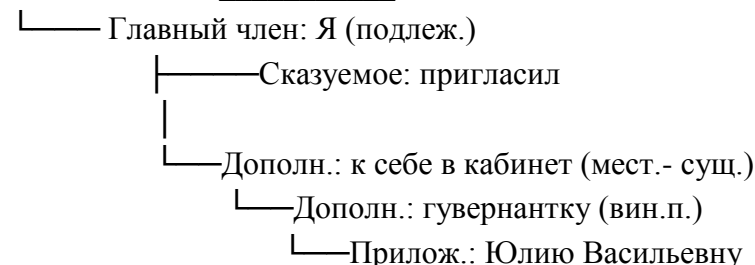 Главный член: Я (подлеж.)
Сказуемое: пригласил
Дополн.: к себе в кабинет (мест.- сущ.)
Дополн.: гувернантку (вин.п.)
Прилож.: Юлию Васильевну